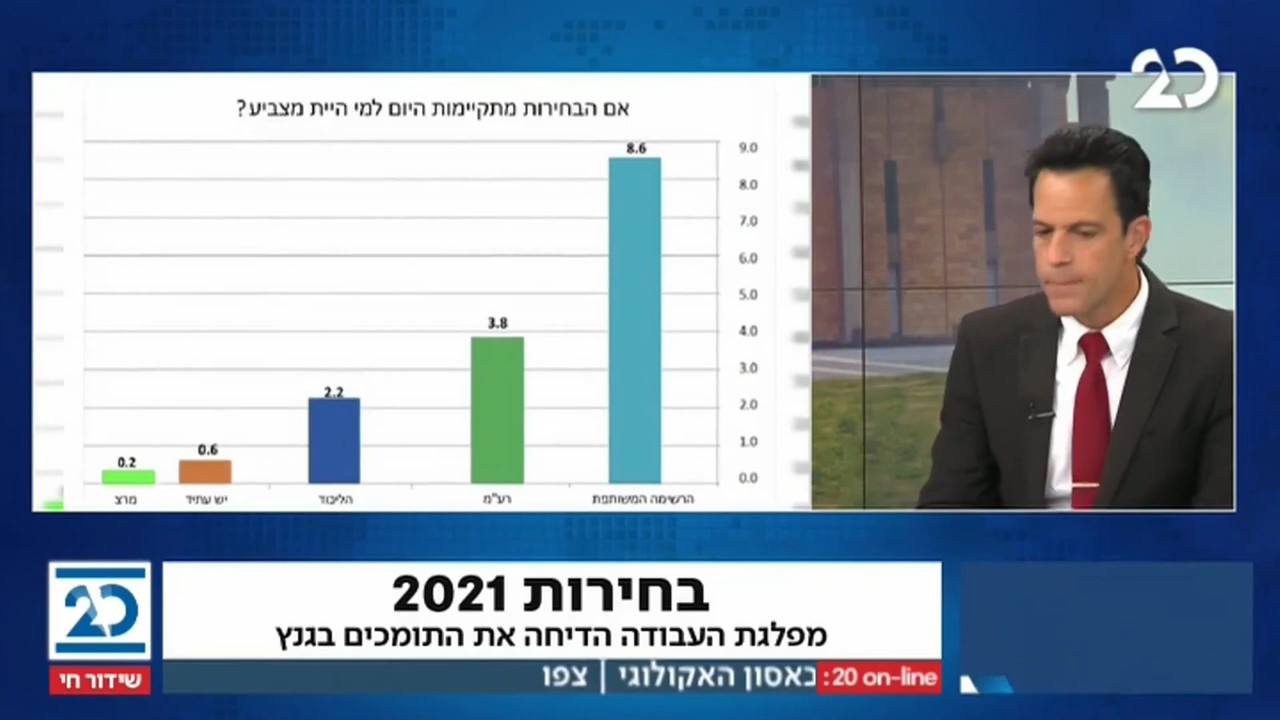 20
אם הבחירות מתקיימות היום למי היית מצביע?
9.0
8.0
7.0
6.0
5.0
4.0
3.0
2.0
1.0
0.0
8.6
3.8
2.2
0.6
0.2
הרשימה המשותפת
רע"מ
הליכוד
יש עתיד
מרצ
בחירות 2021
מפלגת העבודה הדיחה את התומכים בגנץ
20 on-line:
באסון האקולוגי | צפו
20
שידור חי